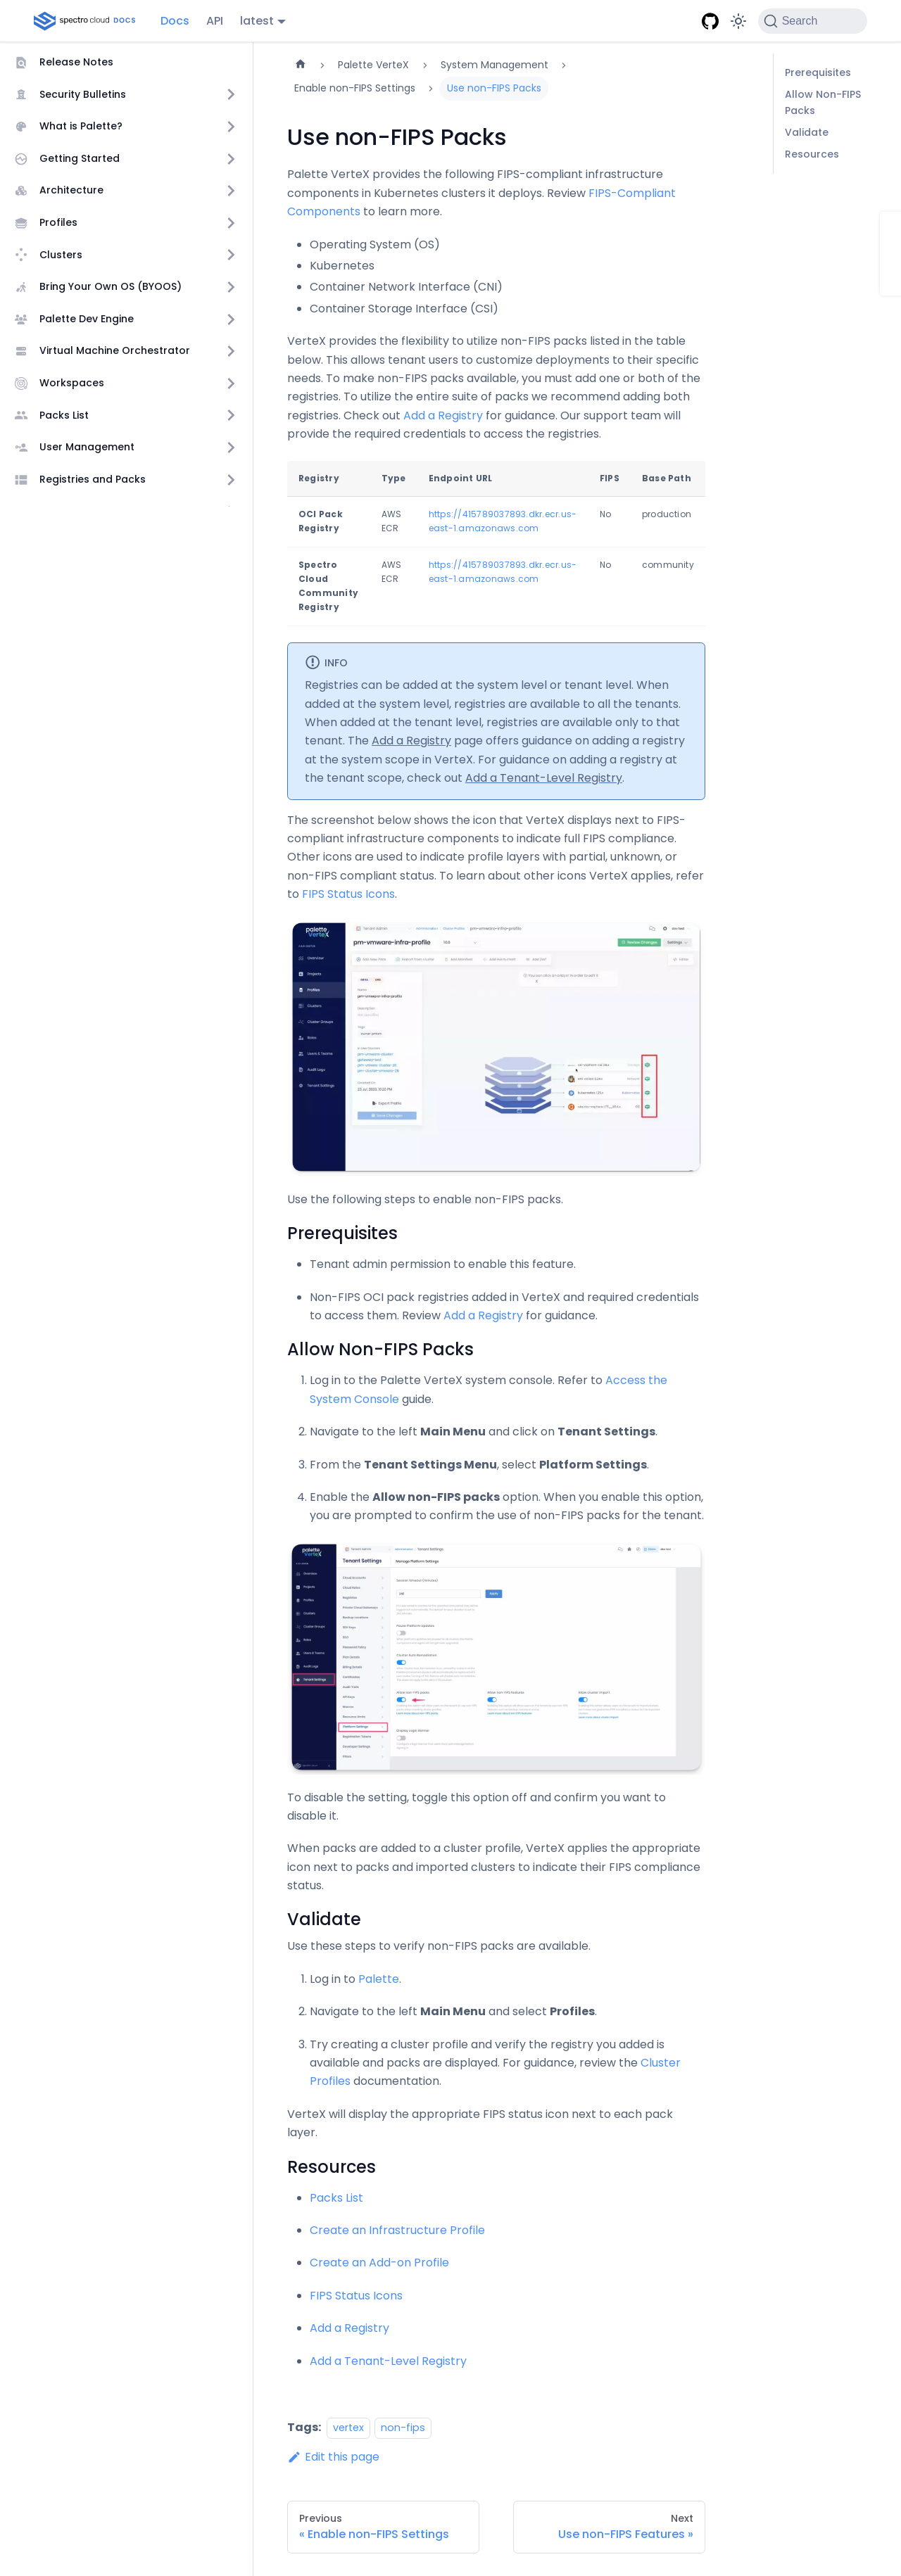 spectro cloud DOCS
Docs
API
latest
Search
Release Notes
Security Bulletins
What is Palette?
Getting Started
Architecture
Profiles
Clusters
Bring Your Own OS (BYOOS)
Palette Dev Engine
Virtual Machine Orchestrator
Workspaces
Packs List
User Management
Registries and Packs
Palette VerteX
System Management
Enable non-FIPS Settings
Use non-FIPS Packs
Prerequisites
Allow Non-FIPS
Packs
Validate
Resources
Use non-FIPS Packs
Palette VerteX provides the following FIPS-compliant infrastructure
components in Kubernetes clusters it deploys. Review FIPS-Compliant
Components to learn more.
Operating System (OS)
Kubernetes
Container Network Interface (CNI)
Container Storage Interface (CSI)
VerteX provides the flexibility to utilize non-FIPS packs listed in the table
below. This allows tenant users to customize deployments to their specific
needs. To make non-FIPS packs available, you must add one or both of the
registries. To utilize the entire suite of packs we recommend adding both
registries. Check out Add a Registry for guidance. Our support team will
provide the required credentials to access the registries.
Registry Type Endpoint URL FIPS Base Path
OCI Pack AWS https://415789037893.dkr.ecr.us- No production
Registry ECR east-1.amazonaws.com
Spectro AWS https://415789037893.dkr.ecr.us- No community
Cloud ECR east-1.amazonaws.com
Community
Registry
INFO
Registries can be added at the system level or tenant level. When
added at the system level, registries are available to all the tenants.
When added at the tenant level, registries are available only to that
tenant. The Add a Registry page offers guidance on adding a registry
at the system scope in VerteX. For guidance on adding a registry at
the tenant scope, check out Add a Tenant-Level Registry.
The screenshot below shows the icon that VerteX displays next to FIPS-
compliant infrastructure components to indicate full FIPS compliance.
Other icons are used to indicate profile layers with partial, unknown, or
non-FIPS compliant status. To learn about other icons VerteX applies, refer
to FIPS Status Icons.
palette
VerteX
pm-vmware-infra-profile
Overview
Projects
Profiles
Clusters
Cluster Groups
Roles
Users & Teams
Audit Logs
Tenant Settings
Export Profile
Use the following steps to enable non-FIPS packs.
Prerequisites
Tenant admin permission to enable this feature.
Non-FIPS OCI pack registries added in VerteX and required credentials
to access them. Review Add a Registry for guidance.
Allow Non-FIPS Packs
1. Log in to the Palette VerteX system console. Refer to Access the
System Console guide.
2. Navigate to the left Main Menu and click on Tenant Settings.
3. From the Tenant Settings Menu, select Platform Settings.
4. Enable the Allow non-FIPS packs option. When you enable this option,
you are prompted to confirm the use of non-FIPS packs for the tenant.
palette
VerteX
Tenant Settings
Manage Platform Settings
Platform Settings
To disable the setting, toggle this option off and confirm you want to
disable it.
When packs are added to a cluster profile, VerteX applies the appropriate
icon next to packs and imported clusters to indicate their FIPS compliance
status.
Validate
Use these steps to verify non-FIPS packs are available.
1. Log in to Palette.
2. Navigate to the left Main Menu and select Profiles.
3. Try creating a cluster profile and verify the registry you added is
available and packs are displayed. For guidance, review the Cluster
Profiles documentation.
VerteX will display the appropriate FIPS status icon next to each pack
layer.
Resources
Packs List
Create an Infrastructure Profile
Create an Add-on Profile
FIPS Status Icons
Add a Registry
Add a Tenant-Level Registry
Tags: vertex non-fips
Edit this page
Previous
« Enable non-FIPS Settings
Next
Use non-FIPS Features »